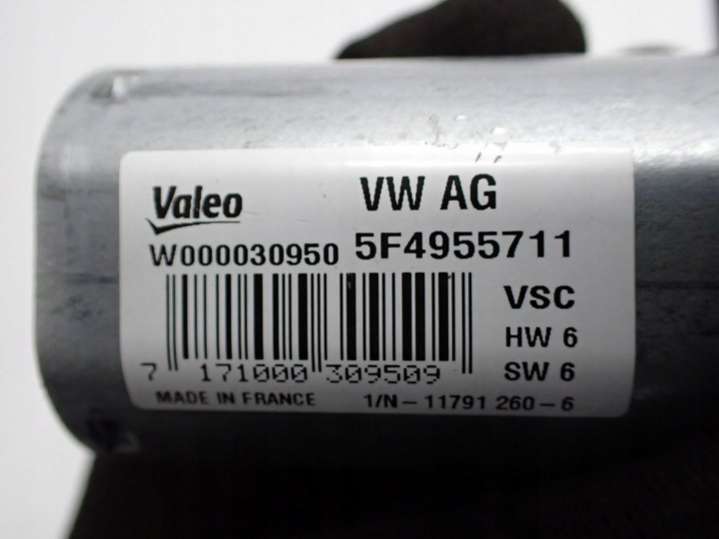 Valeo VW AG
W000030950 5F4955711
VSC
HW 6
7 171000 309509 SW 6
MADE IN FRANCE 1/N-11791 260-6